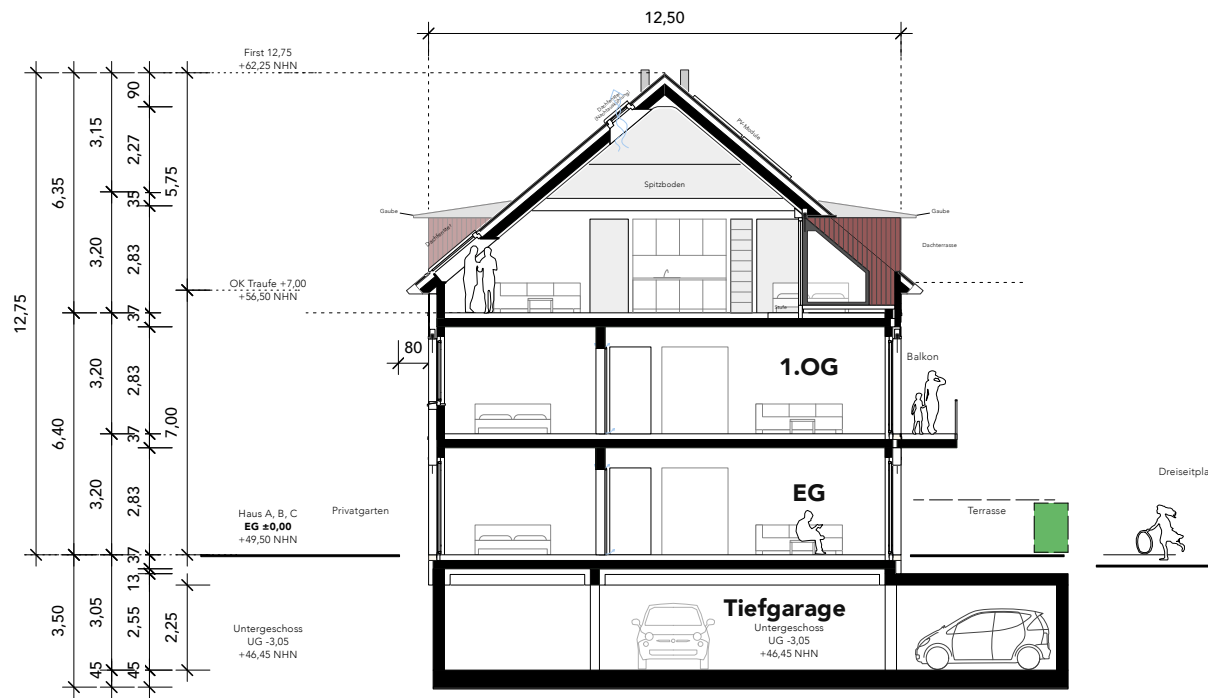 12,50
First 12,75
+62,25 NHN
90
3,15
2,27
35
6,35
5,75
3,20
2,83
37
12,75
OK Traufe +7,00
+56,50 NHN
80
3,20
2,83
37
6,40
7,00
3,20
2,83
37
Haus A, B, C
EG ±0,00
+49,50 NHN
Privatgarten
3,50
3,05
13
2,55
2,25
45
45
Untergeschoss
UG -3,05
+46,45 NHN
Dachfenster
(Nachtauskühlung)
PV-Module
Spitzboden
Gaube
Gaube
Dachfenster
Dachterrasse
Stufe
1.OG
Balkon
EG
Terrasse
Dreiseitpla
Tiefgarage
Untergeschoss
UG -3,05
+46,45 NHN